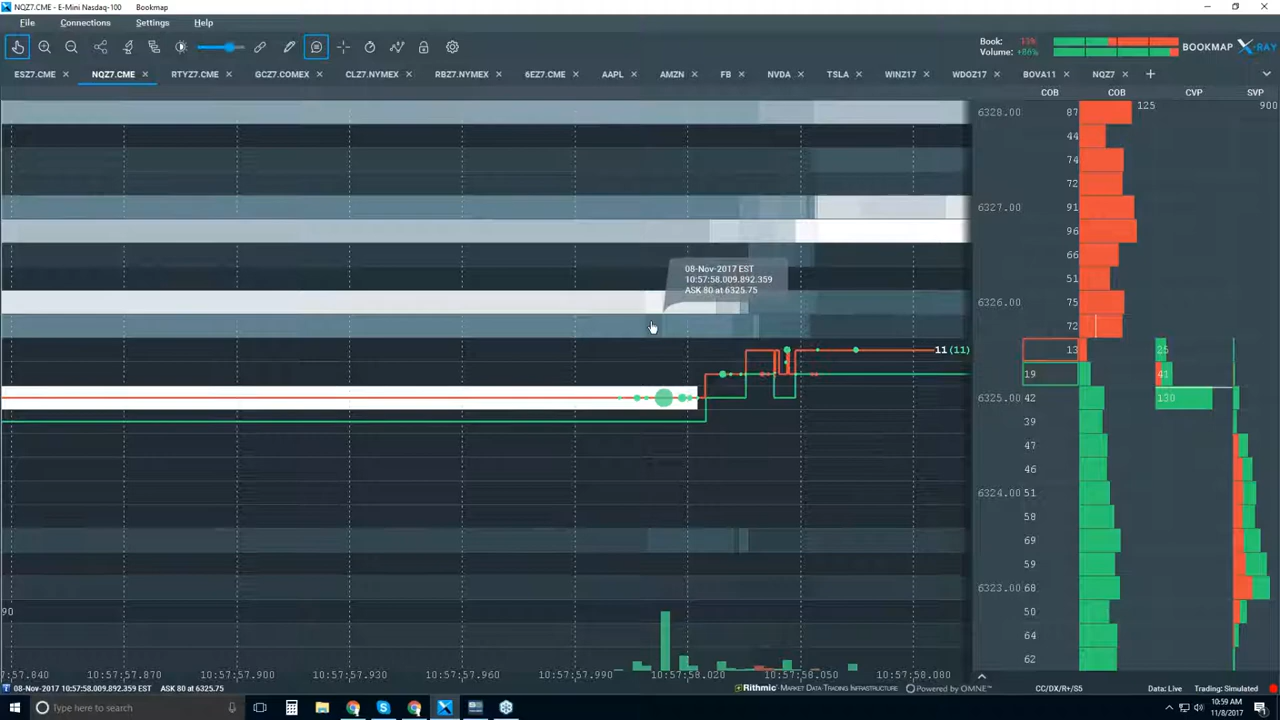 NQZ7.CME - E-Mini Nasdaq-100 Bookmap
File Connections Settings Help
Book: 13%
Volume: +86%
BOOKMAP X-RAY
ESZ7.CME NQZ7.CME RTYZ7.CME GCZ7.COMEX CLZ7.NYMEX RBZ7.NYMEX 6EZ7.CME AAPL AMZN FB NVDA TSLA WINZ17 WDOZ17 BOVA11 NQZ7
COB COB CVP SVP
125 900
6328.00 87
44
74
72
6327.00 91
96
66
51
08-Nov-2017 EST
10:57:58.009.892.359
ASK 80 at 6325.75
6326.00 75
72
11 (11) 13 25
19 41
6325.00 42 130
39
47
46
6324.00 51
58
69
59
6323.00 68
90 50
64
62
7:57.840 10:57:57.870 10:57:57.900 10:57:57.930 10:57:57.960 10:57:57.990 10:57:58.020 10:57:58.050 10:57:58.080
08-Nov-2017 10:57:58.009.892.359 EST ASK 80 at 6325.75
Rithmic MARKET DATA·TRADING INFRASTRUCTURE Powered by OMNE™
CC/DX/R+/S5 Data: Live Trading: Simulated
Type here to search
10:59 AM
11/8/2017